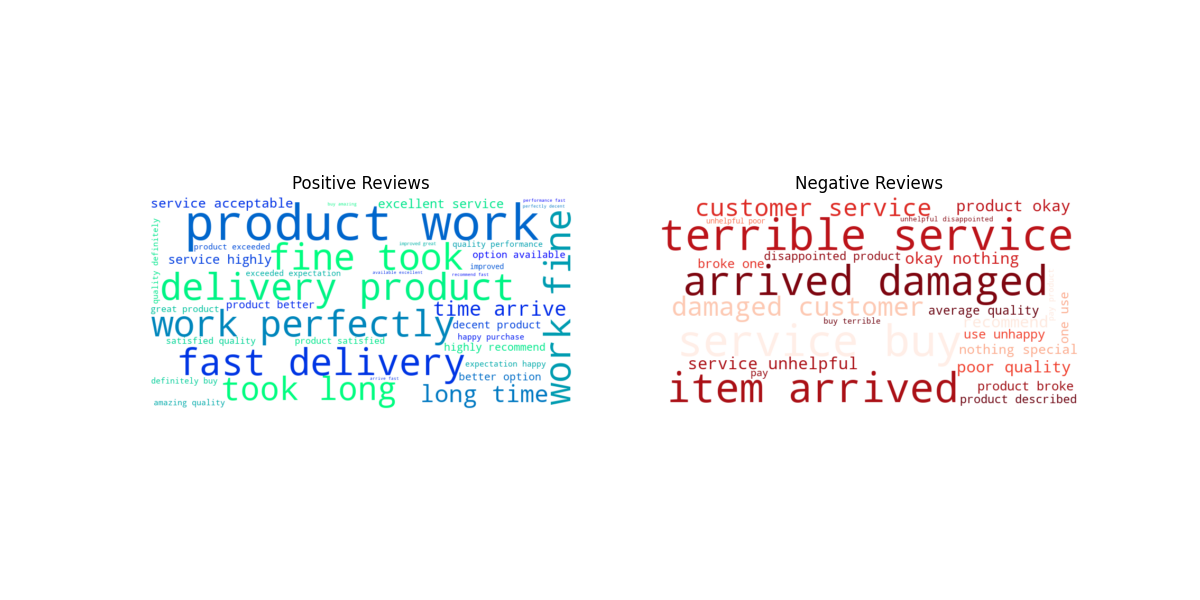 Positive Reviews
service acceptable
buy amazing
excellent service
performance fast
perfectly decent
product work
product exceeded
improved great
quality performance
fine took
option available
service highly
improved
exceeded expectation
available excellent
recommend fast
quality definitely
delivery product
product better
great product
time arrive
work perfectly
decent product
work fine
happy purchase
satisfied quality
product satisfied
highly recommend
fast delivery
expectation happy
better option
definitely buy
arrive fast
took long
long time
amazing quality
Negative Reviews
customer service
product okay
unhelpful poor
unhelpful disappointed
terrible service
disappointed product
okay nothing
broke one
arrived damaged
damaged customer
average quality
one use
buy terrible
recommend
service buy
use unhappy
nothing special
service unhelpful
poor quality
pay
item arrived
product broke
product described